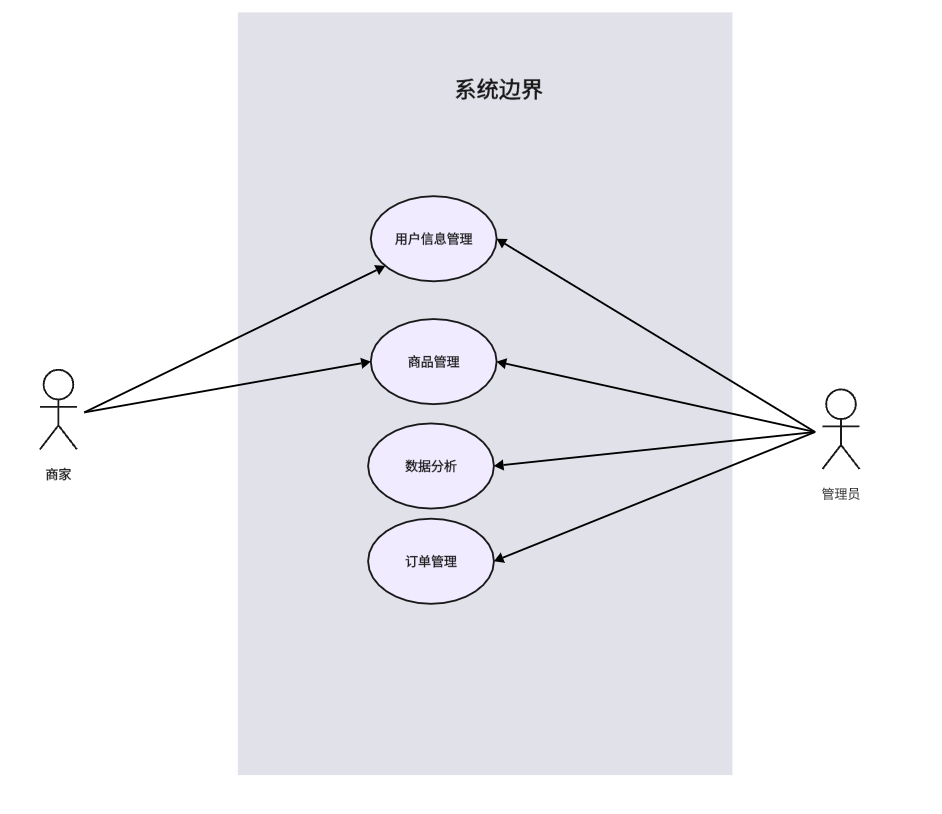 系统边界
用户信息管理
商品管理
数据分析
订单管理
商家
管理员